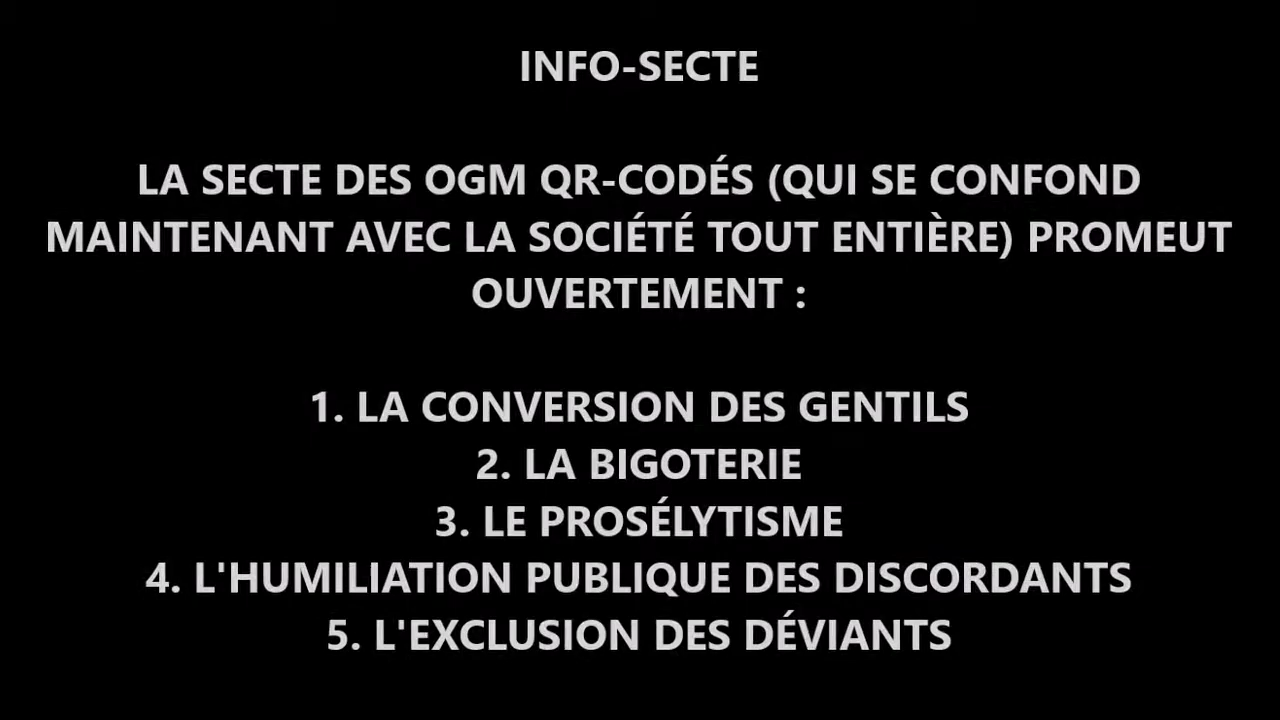 INFO-SECTE
LA SECTE DES OGM QR-CODÉS (QUI SE CONFOND
MAINTENANT AVEC LA SOCIÉTÉ TOUT ENTIÈRE) PROMEUT
OUVERTEMENT :
1. LA CONVERSION DES GENTILS
2. LA BIGOTERIE
3. LE PROSÉLYTISME
4. L'HUMILIATION PUBLIQUE DES DISCORDANTS
5. L'EXCLUSION DES DÉVIANTS